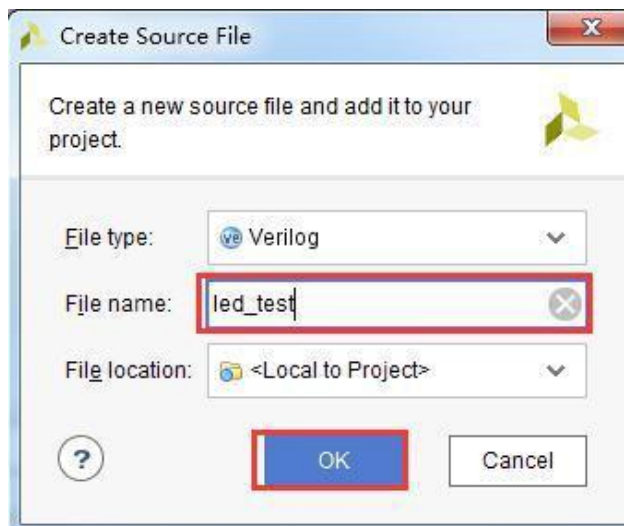 Create Source File
Create a new source file and add it to your
project.
File type: Verilog
File name: led_test
File location: <Local to Project>
? OK Cancel